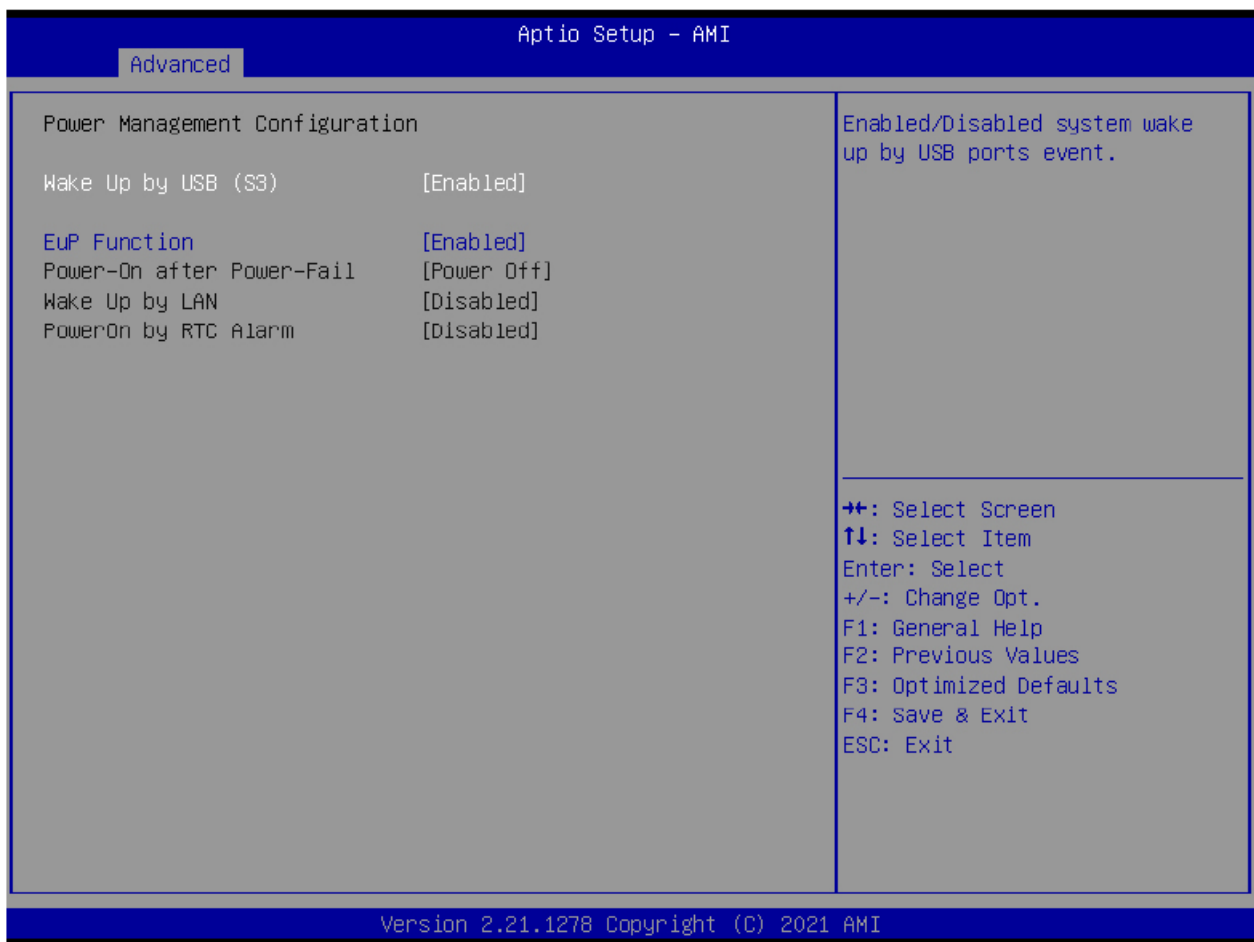 Aptio Setup – AMI
Advanced
Power Management Configuration
Wake Up by USB (S3) [Enabled]
EuP Function [Enabled]
Power-On after Power-Fail [Power Off]
Wake Up by LAN [Disabled]
PowerOn by RTC Alarm [Disabled]
Enabled/Disabled system wake
up by USB ports event.
→←: Select Screen
↑↓: Select Item
Enter: Select
+/-: Change Opt.
F1: General Help
F2: Previous Values
F3: Optimized Defaults
F4: Save & Exit
ESC: Exit
Version 2.21.1278 Copyright (C) 2021 AMI